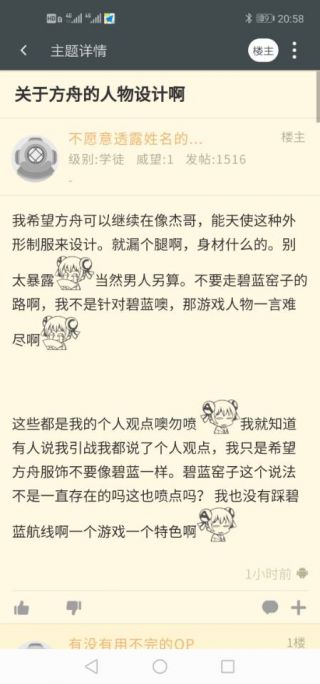 20:58
主题详情
楼主
关于方舟的人物设计啊
不愿意透露姓名的...
楼主
级别:学徒 威望:1 发帖:1516
-
我希望方舟可以继续在像杰哥，能天使这种外
形制服来设计。就漏个腿啊，身材什么的。别
太暴露当然男人另算。不要走碧蓝窑子的
路啊，我不是针对碧蓝噢，那游戏人物一言难
尽啊
这些都是我的个人观点噢勿喷我就知道
有人说我引战我都说了个人观点，我只是希望
方舟服饰不要像碧蓝一样。碧蓝窑子这个说法
不是一直存在的吗这也喷点吗？ 我也没有踩碧
蓝航线啊一个游戏一个特色啊
1小时前
有没有用不完的OP
1楼